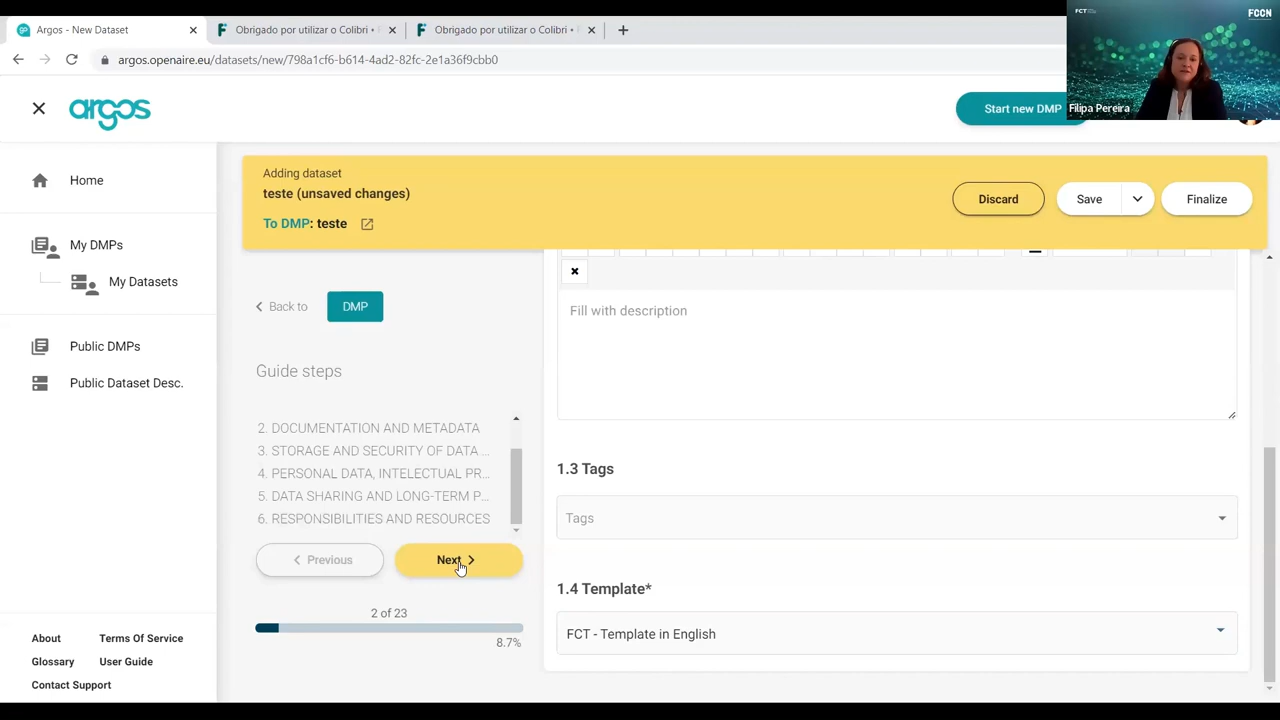 Argos - New Dataset
Obrigado por utilizar o Colibri •
Obrigado por utilizar o Colibri •
argos.openaire.eu/datasets/new/798a1cf6-b614-4ad2-82fc-2e1a36f9cbb0
FCT
FCCN
Filipa Pereira
argos
Start new DMP
Home
My DMPs
My Datasets
Public DMPs
Public Dataset Desc.
About
Terms Of Service
Glossary
User Guide
Contact Support
Adding dataset
teste (unsaved changes)
To DMP: teste
Discard
Save
Finalize
Back to
DMP
Guide steps
2. DOCUMENTATION AND METADATA
3. STORAGE AND SECURITY OF DATA ...
4. PERSONAL DATA, INTELECTUAL PR...
5. DATA SHARING AND LONG-TERM P...
6. RESPONSIBILITIES AND RESOURCES
Previous
Next
2 of 23
8.7%
Fill with description
1.3 Tags
Tags
1.4 Template*
FCT - Template in English